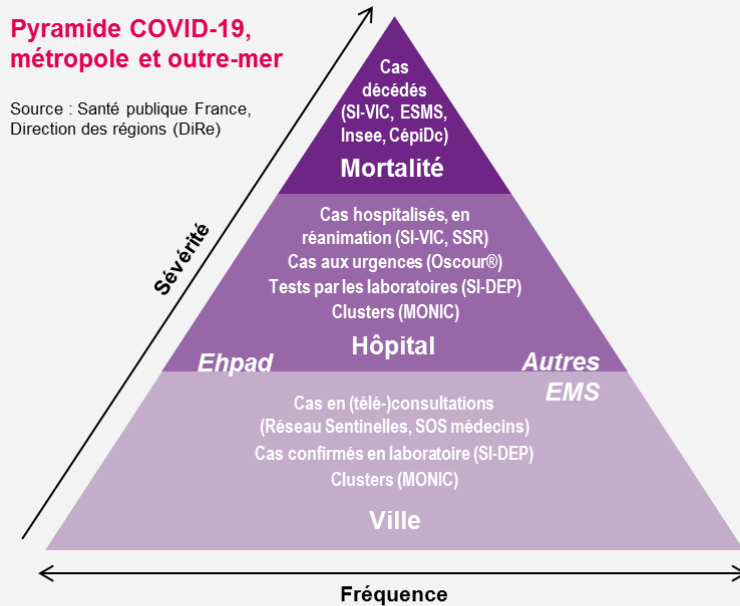 Pyramide COVID-19,
métropole et outre-mer
Source : Santé publique France,
Direction des régions (DiRe)
Sévérité
Cas
décédés
(SI-VIC, ESMS,
Insee, CépiDc)
Mortalité
Cas hospitalisés, en
réanimation (SI-VIC, SSR)
Cas aux urgences (Oscour®)
Tests par les laboratoires (SI-DEP)
Clusters (MONIC)
Hôpital
Ehpad
Autres
EMS
Cas en (télé-)consultations
(Réseau Sentinelles, SOS médecins)
Cas confirmés en laboratoire (SI-DEP)
Clusters (MONIC)
Ville
Fréquence